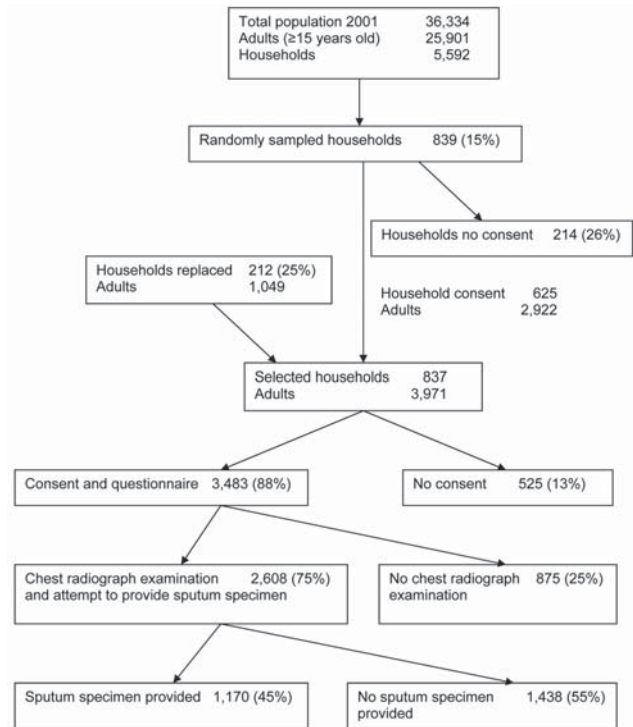 Total population 2001 36,334
Adults (≥15 years old) 25,901
Households 5,592
Randomly sampled households 839 (15%)
Households no consent 214 (26%)
Households replaced 212 (25%)
Adults 1,049
Household consent 625
Adults 2,922
Selected households 837
Adults 3,971
Consent and questionnaire 3,483 (88%)
No consent 525 (13%)
Chest radiograph examination 2,608 (75%)
and attempt to provide sputum specimen
No chest radiograph 875 (25%)
examination
Sputum specimen provided 1,170 (45%)
No sputum specimen 1,438 (55%)
provided